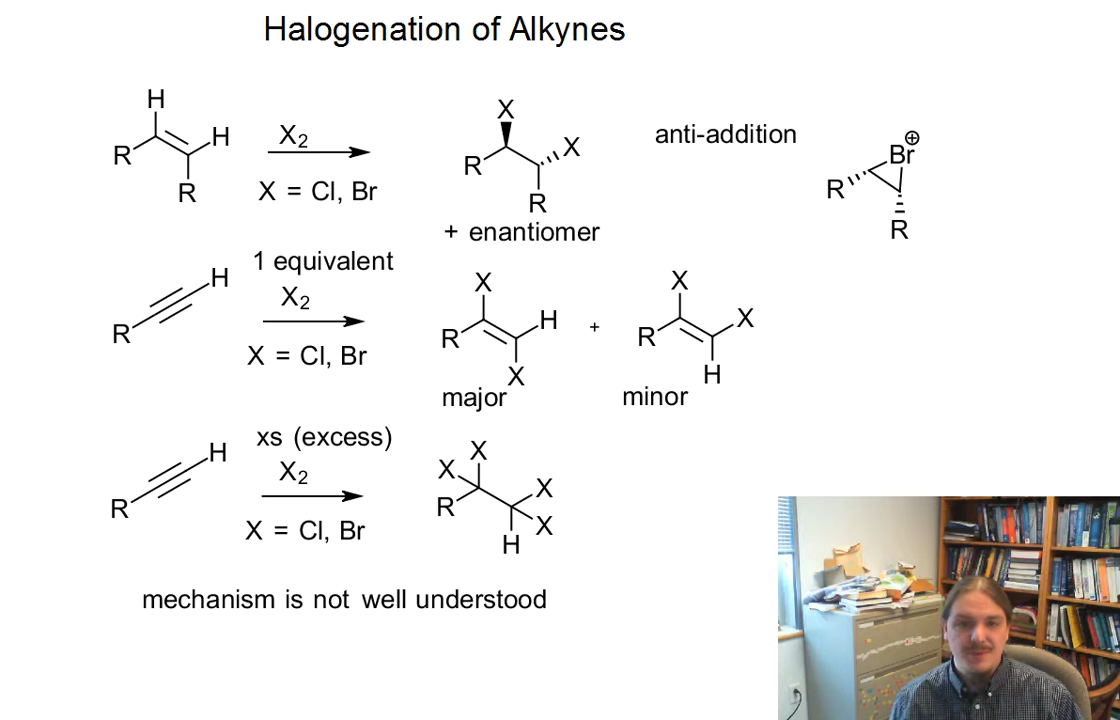 Halogenation of Alkynes
H
H
R
R
X2
X = Cl, Br
X
X
R
R
+ enantiomer
anti-addition
Br
⊕
R
R
1 equivalent
H
R
X2
X = Cl, Br
X
H
R
X
major
+
X
X
R
H
minor
xs (excess)
H
R
X2
X = Cl, Br
X
X
R
X
X
H
mechanism is not well understood